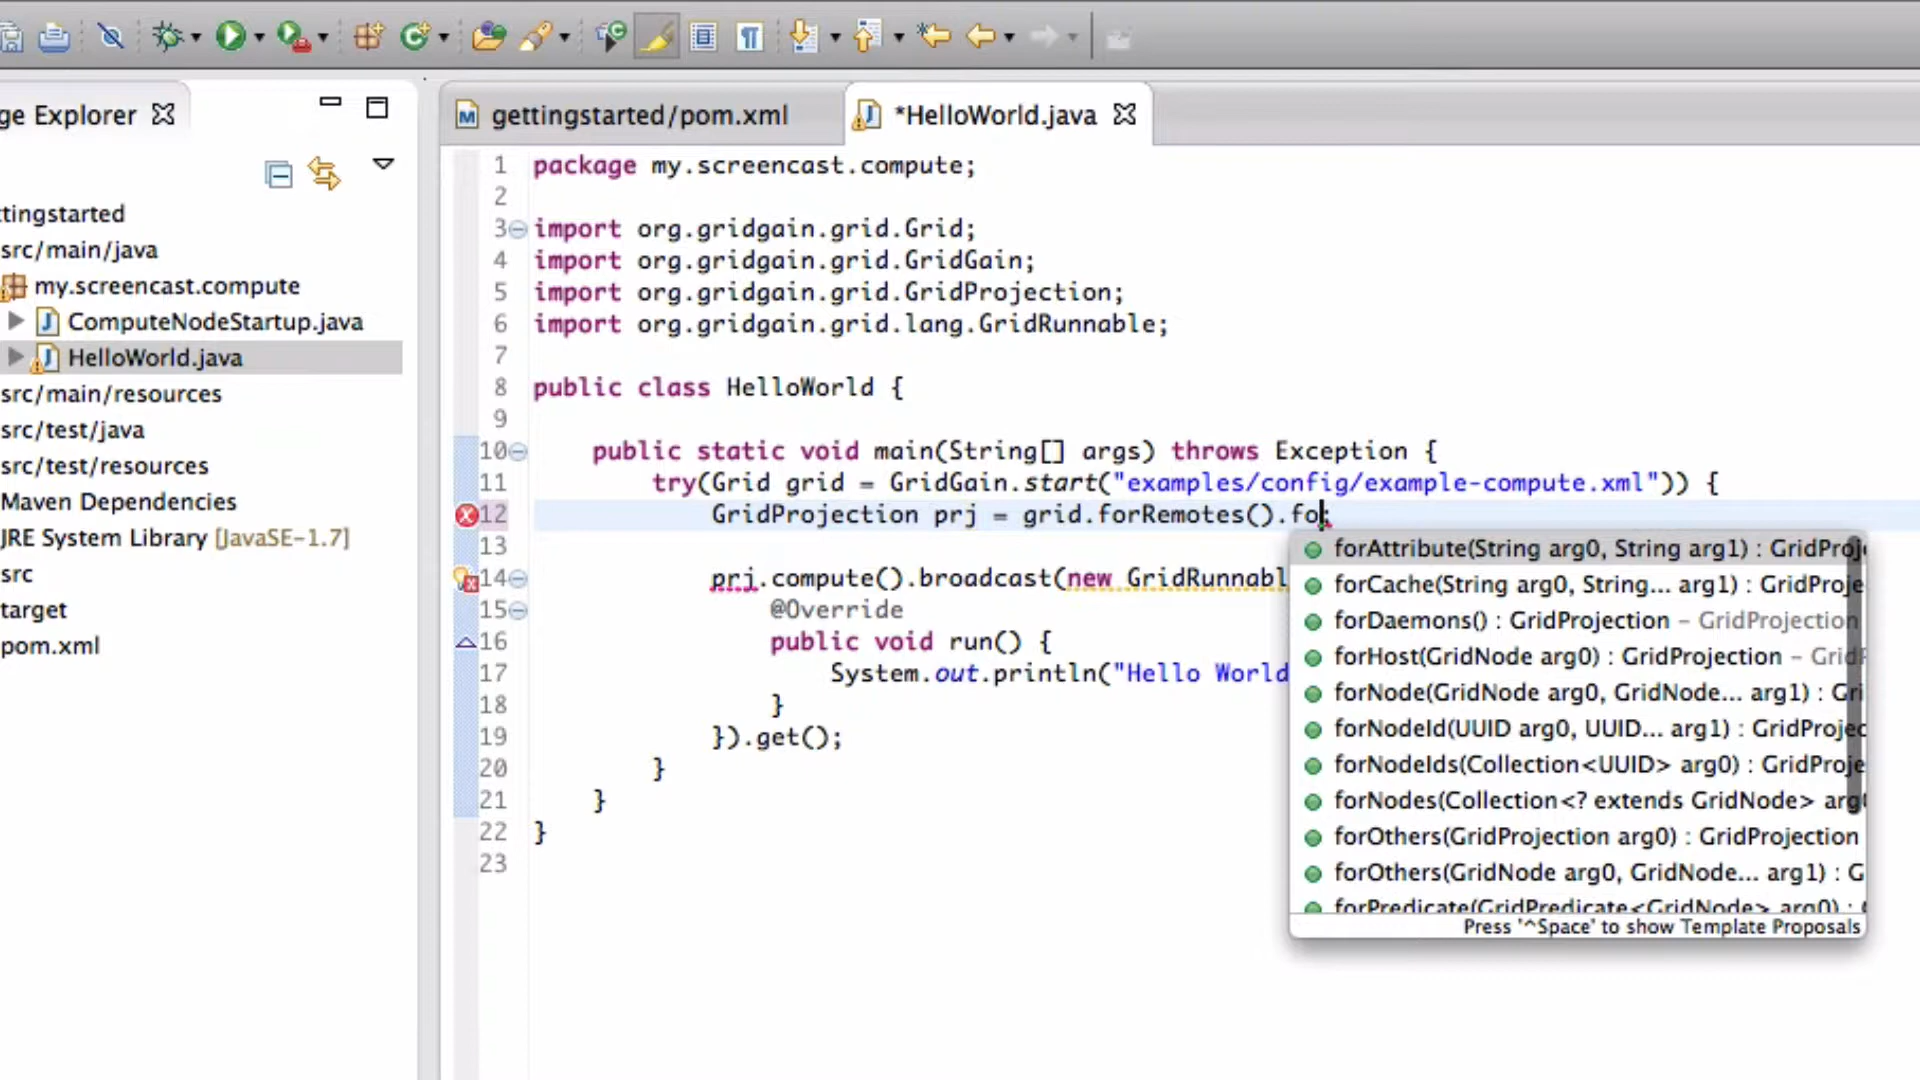 ge Explorer
tingstarted
src/main/java
my.screencast.compute
ComputeNodeStartup.java
HelloWorld.java
src/main/resources
src/test/java
src/test/resources
Maven Dependencies
JRE System Library [JavaSE-1.7]
src
target
pom.xml
gettingstarted/pom.xml
*HelloWorld.java
1 package my.screencast.compute;
2
3 import org.gridgain.grid.Grid;
4 import org.gridgain.grid.GridGain;
5 import org.gridgain.grid.GridProjection;
6 import org.gridgain.grid.lang.GridRunnable;
7
8 public class HelloWorld {
9
10 public static void main(String[] args) throws Exception {
11 try(Grid grid = GridGain.start("examples/config/example-compute.xml")) {
12 GridProjection prj = grid.forRemotes().fo;
13
14 prj.compute().broadcast(new GridRunnabl
15 @Override
16 public void run() {
17 System.out.println("Hello World
18 }
19 }).get();
20 }
21 }
22 }
23
forAttribute(String arg0, String arg1) : GridProje
forCache(String arg0, String... arg1) : GridProje
forDaemons() : GridProjection – GridProjection
forHost(GridNode arg0) : GridProjection – GridP
forNode(GridNode arg0, GridNode... arg1) : Gri
forNodeId(UUID arg0, UUID... arg1) : GridProjec
forNodeIds(Collection<UUID> arg0) : GridProje
forNodes(Collection<? extends GridNode> arg0
forOthers(GridProjection arg0) : GridProjection
forOthers(GridNode arg0, GridNode... arg1) : G
forPredicate(GridPredicate<GridNode> arg0) : G
Press '^Space' to show Template Proposals